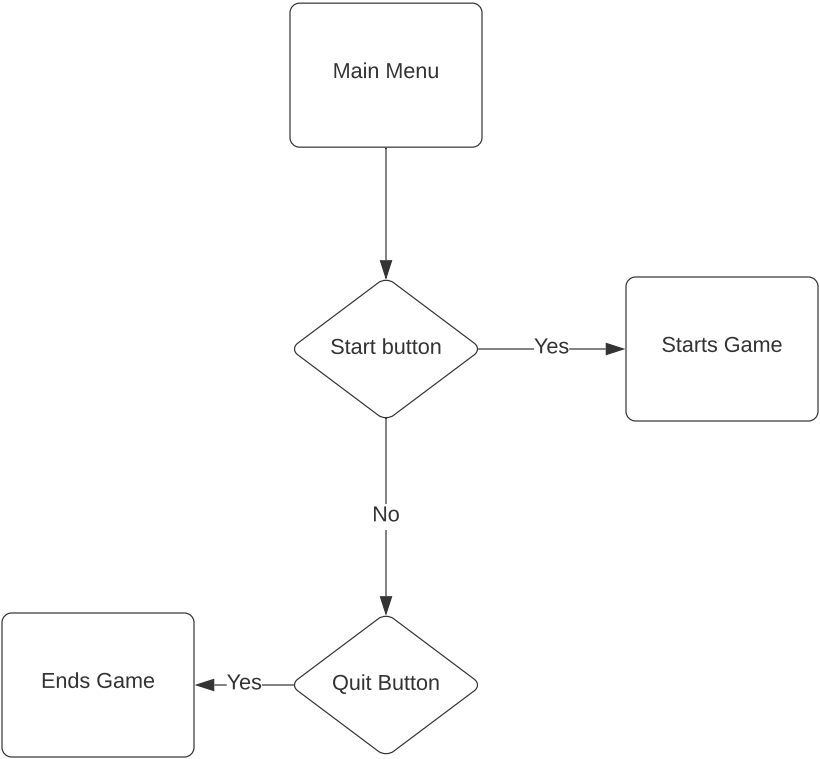 Main Menu
Start button
Yes
Starts Game
No
Ends Game
Yes
Quit Button